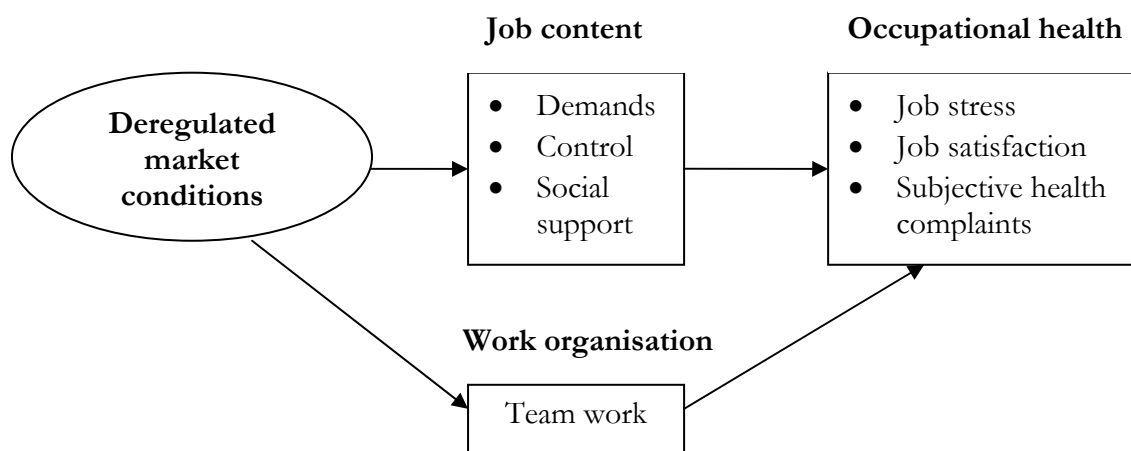 Job content
Occupational health
Deregulated
market
conditions
• Demands
• Control
• Social
support
• Job stress
• Job satisfaction
• Subjective health
complaints
Work organisation
Team work